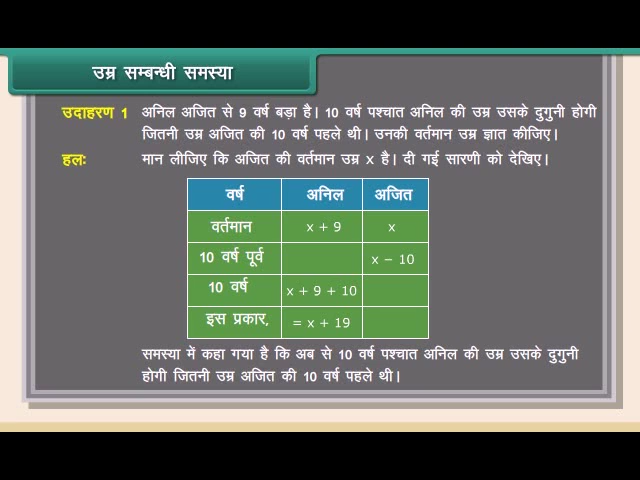 उम्र सम्बन्धी समस्या
उदाहरण 1 अनिल अजित से 9 वर्ष बड़ा है। 10 वर्ष पश्चात अनिल की उम्र उसके दुगुनी होगी
जितनी उम्र अजित की 10 वर्ष पहले थी। उनकी वर्तमान उम्र ज्ञात कीजिए।
हलः मान लीजिए कि अजित की वर्तमान उम्र x है। दी गई सारणी को देखिए।
वर्ष अनिल अजित
वर्तमान x + 9 x
10 वर्ष पूर्व x − 10
10 वर्ष x + 9 + 10
इस प्रकार, = x + 19
समस्या में कहा गया है कि अब से 10 वर्ष पश्चात अनिल की उम्र उसके दुगुनी
होगी जितनी उम्र अजित की 10 वर्ष पहले थी।